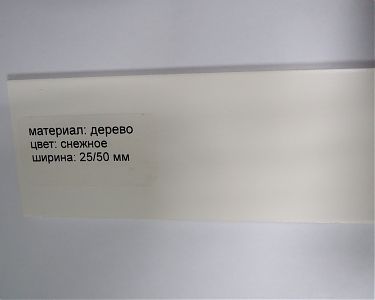 материал: дерево
цвет: снежное
ширина: 25/50 мм